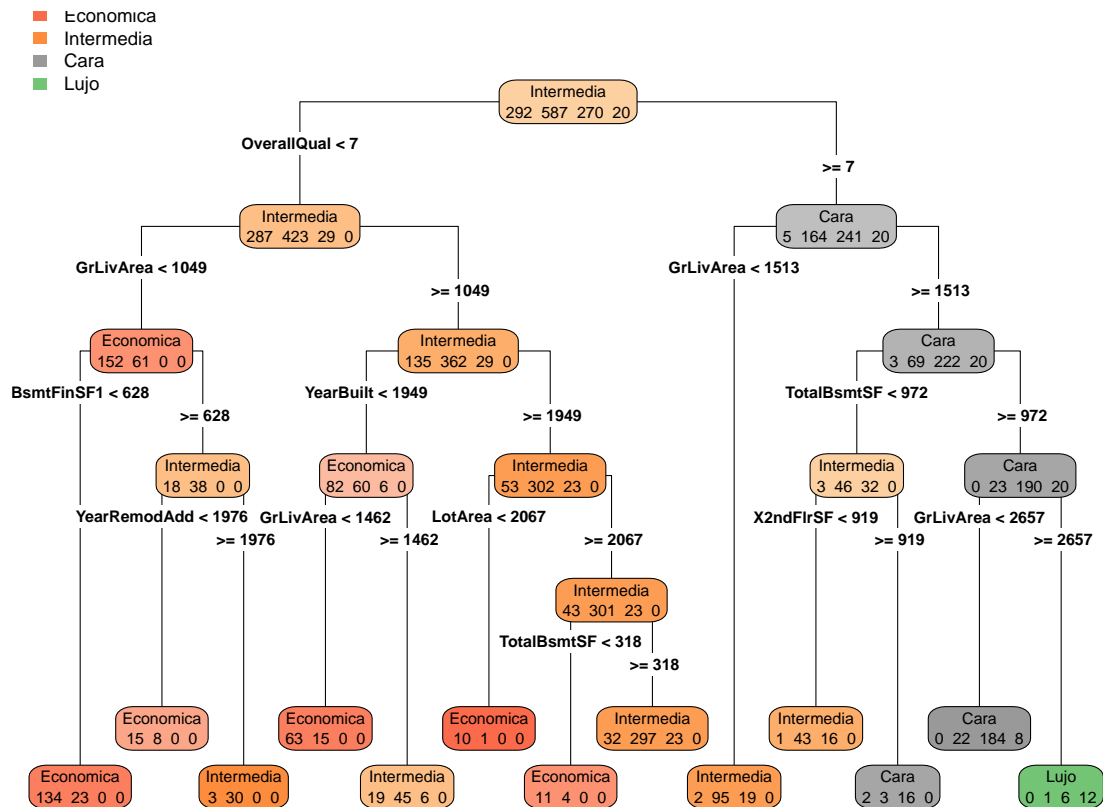 Economica
Intermedia
Cara
Lujo
Intermedia
292 587 270 20
OverallQual < 7
>= 7
Intermedia
287 423 29 0
Cara
5 164 241 20
GrLivArea < 1049
>= 1049
GrLivArea < 1513
>= 1513
Economica
152 61 0 0
Intermedia
135 362 29 0
Cara
3 69 222 20
BsmtFinSF1 < 628
>= 628
YearBuilt < 1949
>= 1949
TotalBsmtSF < 972
>= 972
Intermedia
18 38 0 0
Economica
82 60 6 0
Intermedia
53 302 23 0
Intermedia
3 46 32 0
Cara
0 23 190 20
YearRemodAdd < 1976
>= 1976
GrLivArea < 1462
>= 1462
LotArea < 2067
>= 2067
X2ndFlrSF < 919
>= 919
GrLivArea < 2657
>= 2657
Intermedia
43 301 23 0
TotalBsmtSF < 318
>= 318
Economica
15 8 0 0
Economica
63 15 0 0
Economica
10 1 0 0
Intermedia
32 297 23 0
Intermedia
1 43 16 0
Cara
0 22 184 8
Economica
134 23 0 0
Intermedia
3 30 0 0
Intermedia
19 45 6 0
Economica
11 4 0 0
Intermedia
2 95 19 0
Cara
2 3 16 0
Lujo
0 1 6 12